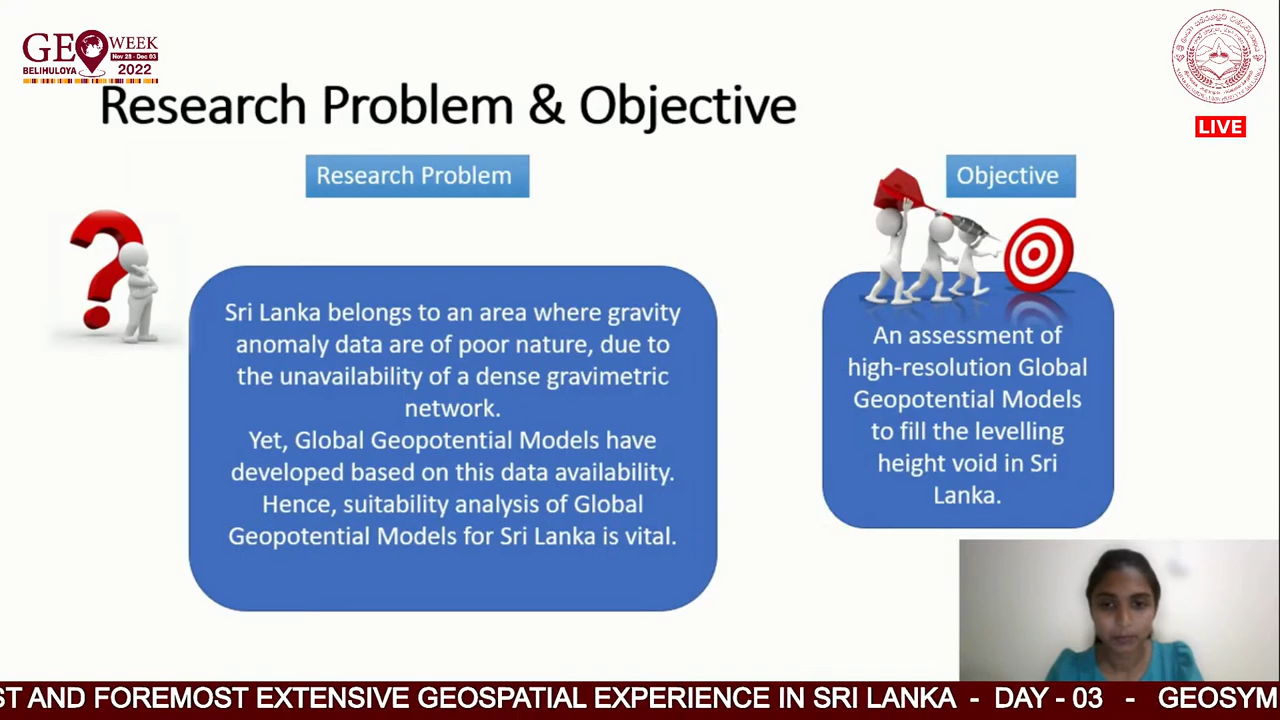 GEO WEEK
Nov 28 - Dec 03
BELIHULOYA 2022
LIVE
Research Problem & Objective
Research Problem
Objective
Sri Lanka belongs to an area where gravity
anomaly data are of poor nature, due to
the unavailability of a dense gravimetric
network.
Yet, Global Geopotential Models have
developed based on this data availability.
Hence, suitability analysis of Global
Geopotential Models for Sri Lanka is vital.
An assessment of
high-resolution Global
Geopotential Models
to fill the levelling
height void in Sri
Lanka.
ST AND FOREMOST EXTENSIVE GEOSPATIAL EXPERIENCE IN SRI LANKA - DAY - 03 - GEOSYM